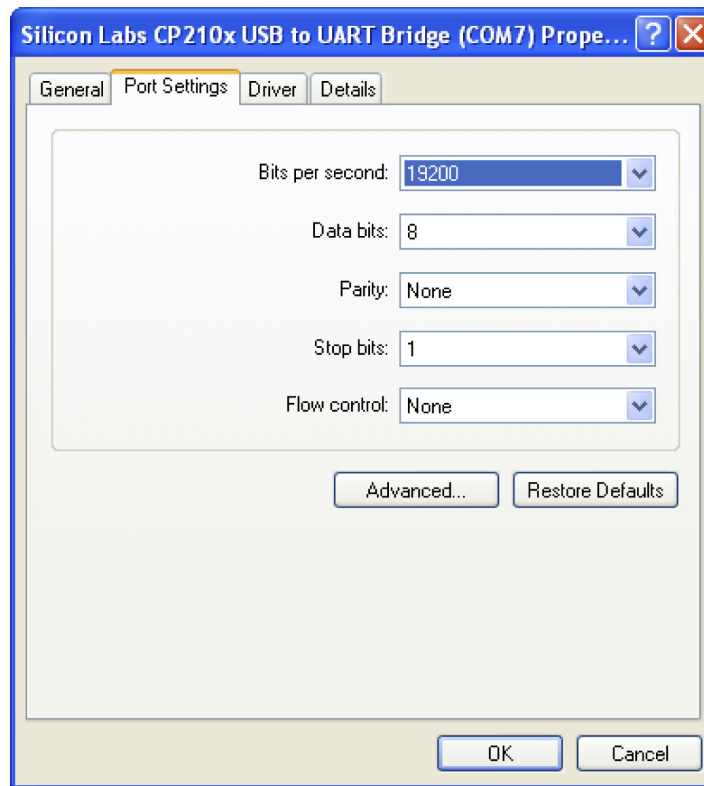 Silicon Labs CP210x USB to UART Bridge (COM7) Prope...
General Port Settings Driver Details
Bits per second: 19200
Data bits: 8
Parity: None
Stop bits: 1
Flow control: None
Advanced... Restore Defaults
OK Cancel